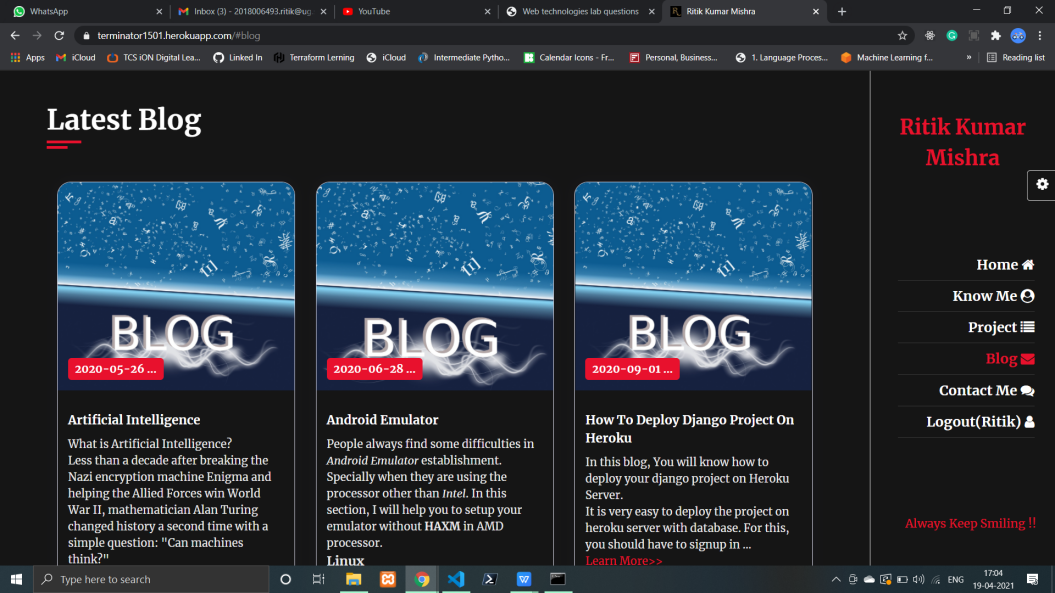 WhatsApp
Inbox (3) - 2018006493.ritik@ug.
YouTube
Web technologies lab questions
Ritik Kumar Mishra
terminator1501.herokuapp.com/#blog
Apps
iCloud
TCS iON Digital Lea...
Linked In
Terraform Lerning
iCloud
Intermediate Pytho...
Calendar Icons - Fr...
Personal, Business...
1. Language Proces...
Machine Learning f...
»
Reading list
Latest Blog
BLOG
2020-05-26 ...
Artificial Intelligence
What is Artificial Intelligence?
Less than a decade after breaking the
Nazi encryption machine Enigma and
helping the Allied Forces win World
War II, mathematician Alan Turing
changed history a second time with a
simple question: "Can machines
think?"
BLOG
2020-06-28 ...
Android Emulator
People always find some difficulties in
Android Emulator establishment.
Specially when they are using the
processor other than Intel. In this
section, I will help you to setup your
emulator without HAXM in AMD
processor.
Linux
BLOG
2020-09-01 ...
How To Deploy Django Project On
Heroku
In this blog, You will know how to
deploy your django project on Heroku
Server.
It is very easy to deploy the project on
heroku server with database. For this,
you should have to signup in ...
Learn More>>
Ritik Kumar
Mishra
Home
Know Me
Project
Blog
Contact Me
Logout(Ritik)
Always Keep Smiling !!
Type here to search
ENG
17:04
19-04-2021